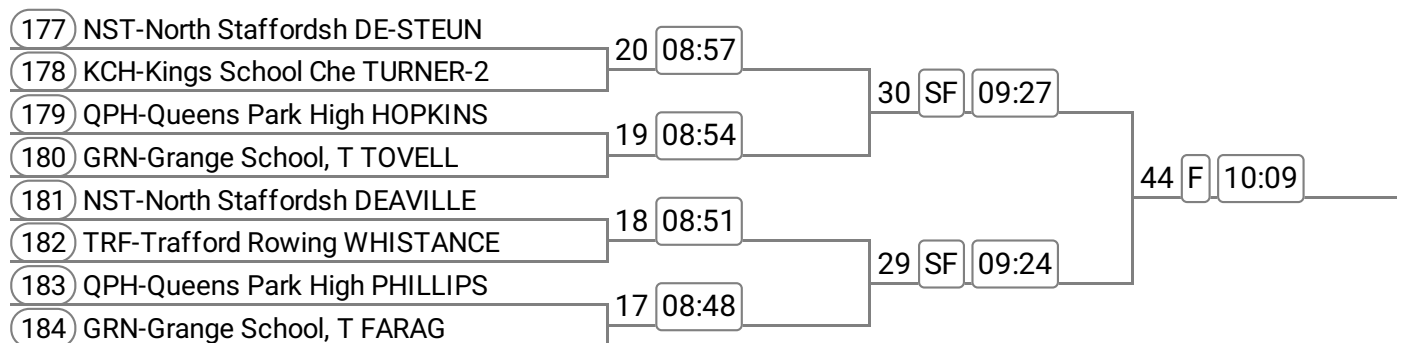 177 NST-North Staffordsh DE-STEUN
20 08:57
178 KCH-Kings School Che TURNER-2
30 SF 09:27
179 QPH-Queens Park High HOPKINS
19 08:54
180 GRN-Grange School, T TOVELL
44 F 10:09
181 NST-North Staffordsh DEAVILLE
18 08:51
182 TRF-Trafford Rowing WHISTANCE
29 SF 09:24
183 QPH-Queens Park High PHILLIPS
17 08:48
184 GRN-Grange School, T FARAG